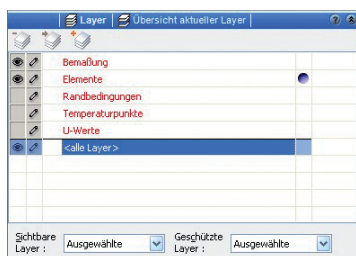 Layer Übersicht aktueller Layer
Bemaßung
Elemente
Randbedingungen
Temperaturpunkte
U-Werte
<alle Layer>
Sichtbare Layer : Ausgewählte Geschützte Layer : Ausgewählte